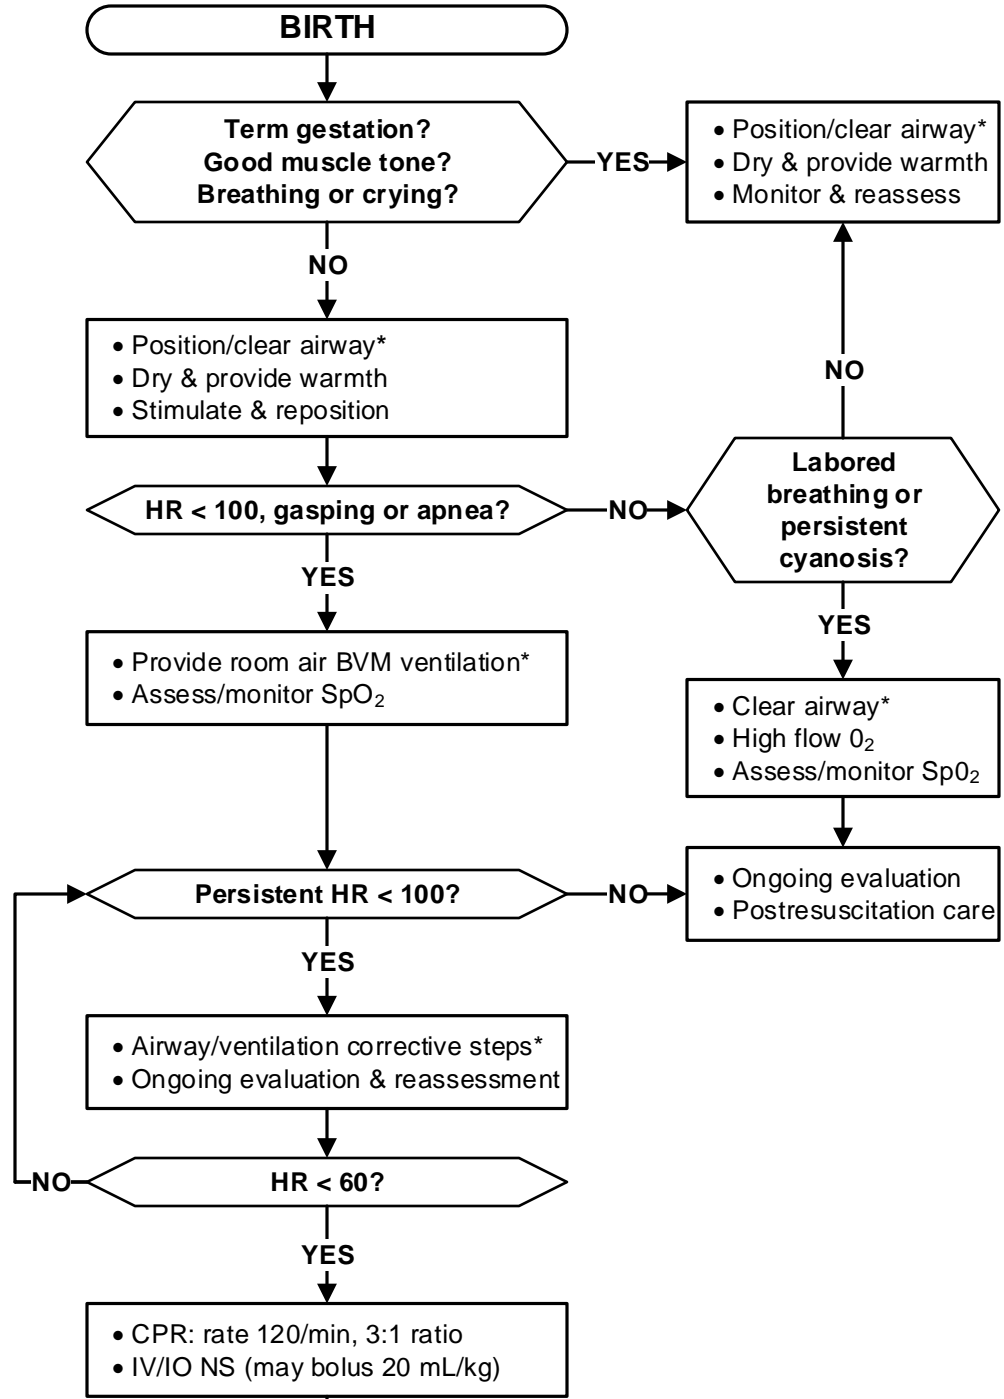 BIRTH
Term gestation?
Good muscle tone?
Breathing or crying?
YES
• Position/clear airway*
• Dry & provide warmth
• Monitor & reassess
NO
• Position/clear airway*
• Dry & provide warmth
• Stimulate & reposition
NO
HR < 100, gasping or apnea?
NO
Labored
breathing or
persistent
cyanosis?
YES
YES
• Provide room air BVM ventilation*
• Assess/monitor SpO₂
• Clear airway*
• High flow 0₂
• Assess/monitor Sp0₂
Persistent HR < 100?
NO
• Ongoing evaluation
• Postresuscitation care
YES
• Airway/ventilation corrective steps*
• Ongoing evaluation & reassessment
NO
HR < 60?
YES
• CPR: rate 120/min, 3:1 ratio
• IV/IO NS (may bolus 20 mL/kg)